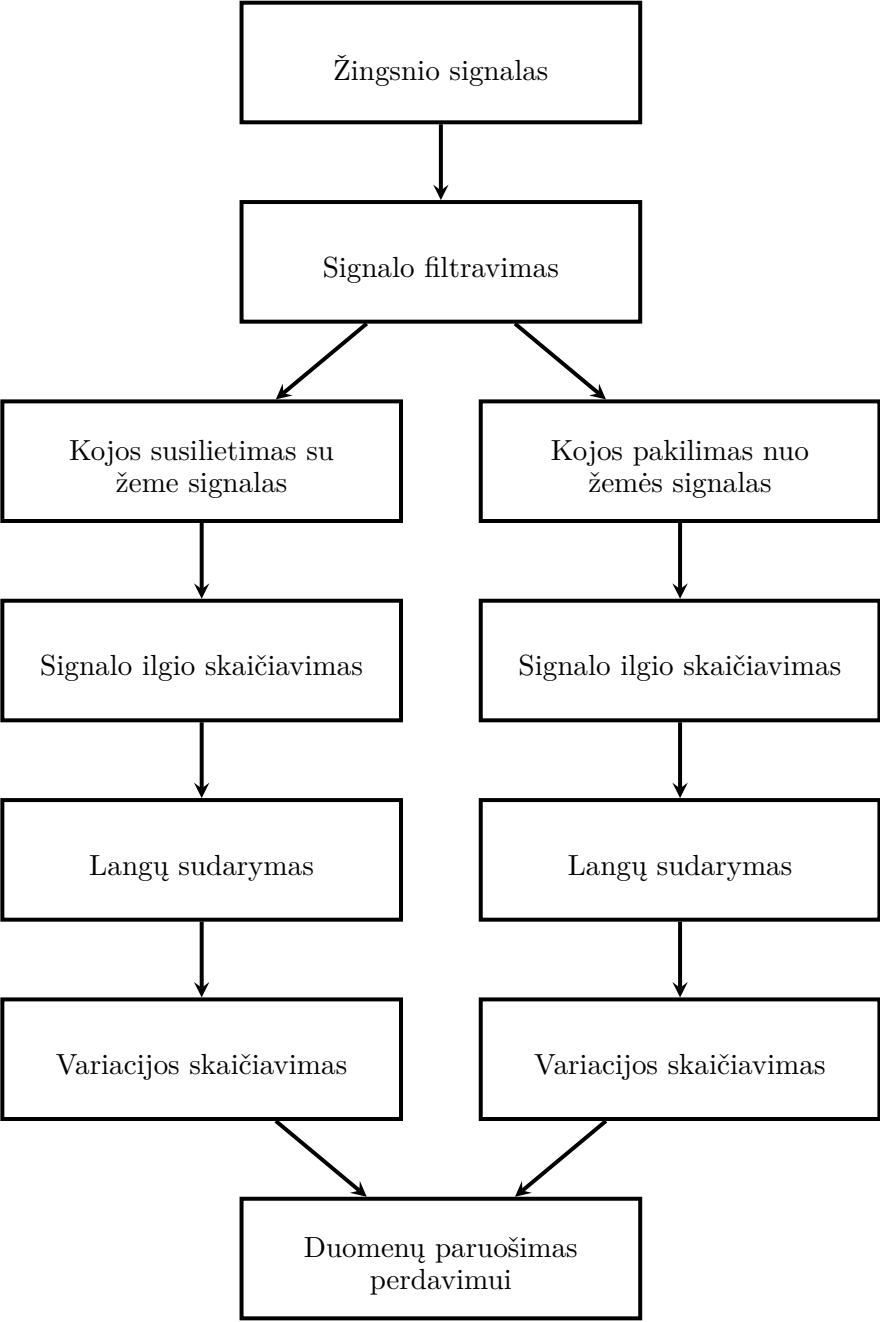 Žingsnio signalas
Signalo filtravimas
Kojos susilietimas su
žeme signalas
Kojos pakilimas nuo
žemės signalas
Signalo ilgio skaičiavimas
Signalo ilgio skaičiavimas
Langų sudarymas
Langų sudarymas
Variacijos skaičiavimas
Variacijos skaičiavimas
Duomenų paruošimas
perdavimui